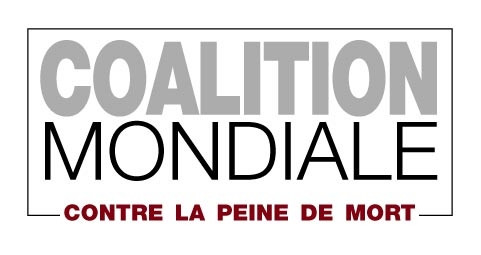 COALITION
MONDIALE
CONTRE LA PEINE DE MORT